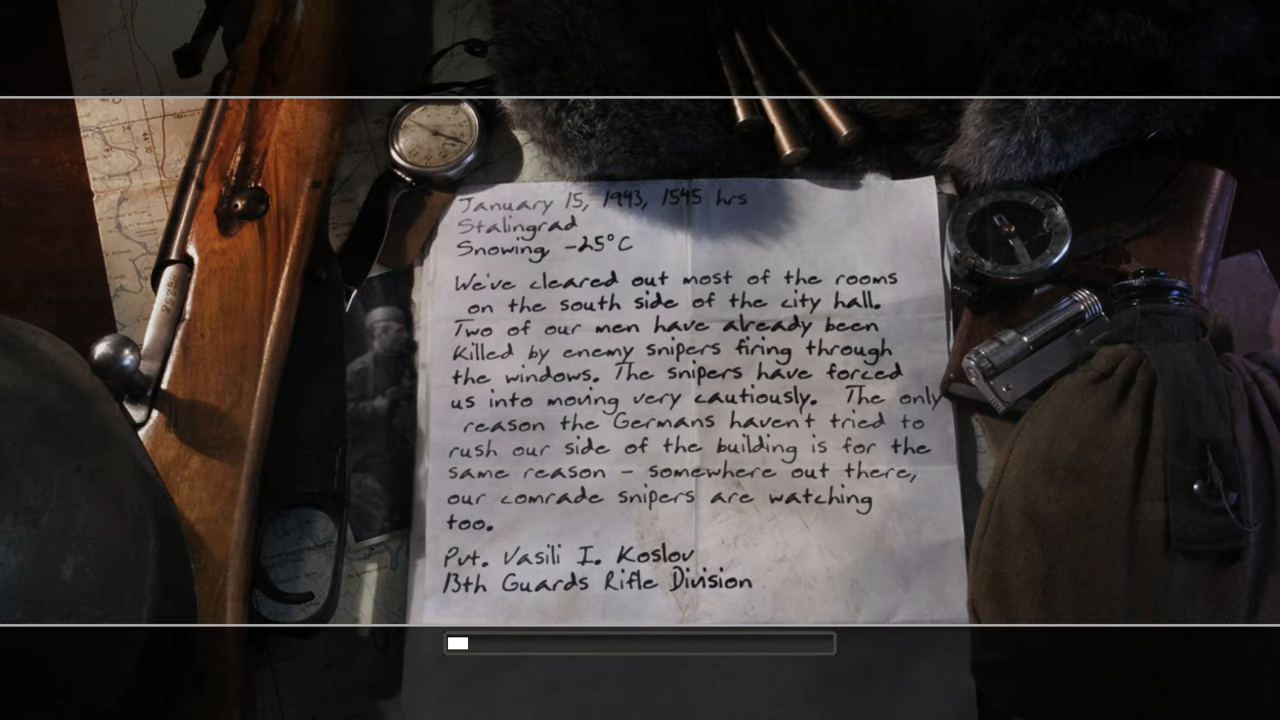 January 15, 1943, 1545 hrs
Stalingrad
Snowing -25°C
We've cleared out most of the rooms
on the south side of the city hall.
Two of our men have already been
killed by enemy snipers firing through
the windows. The snipers have forced
us into moving very cautiously. The only
reason the Germans haven't tried to
rush our side of the building is for the
same reason - somewhere out there,
our comrade snipers are watching
too.
Pvt. Vasili I. Koslov
13th Guards Rifle Division